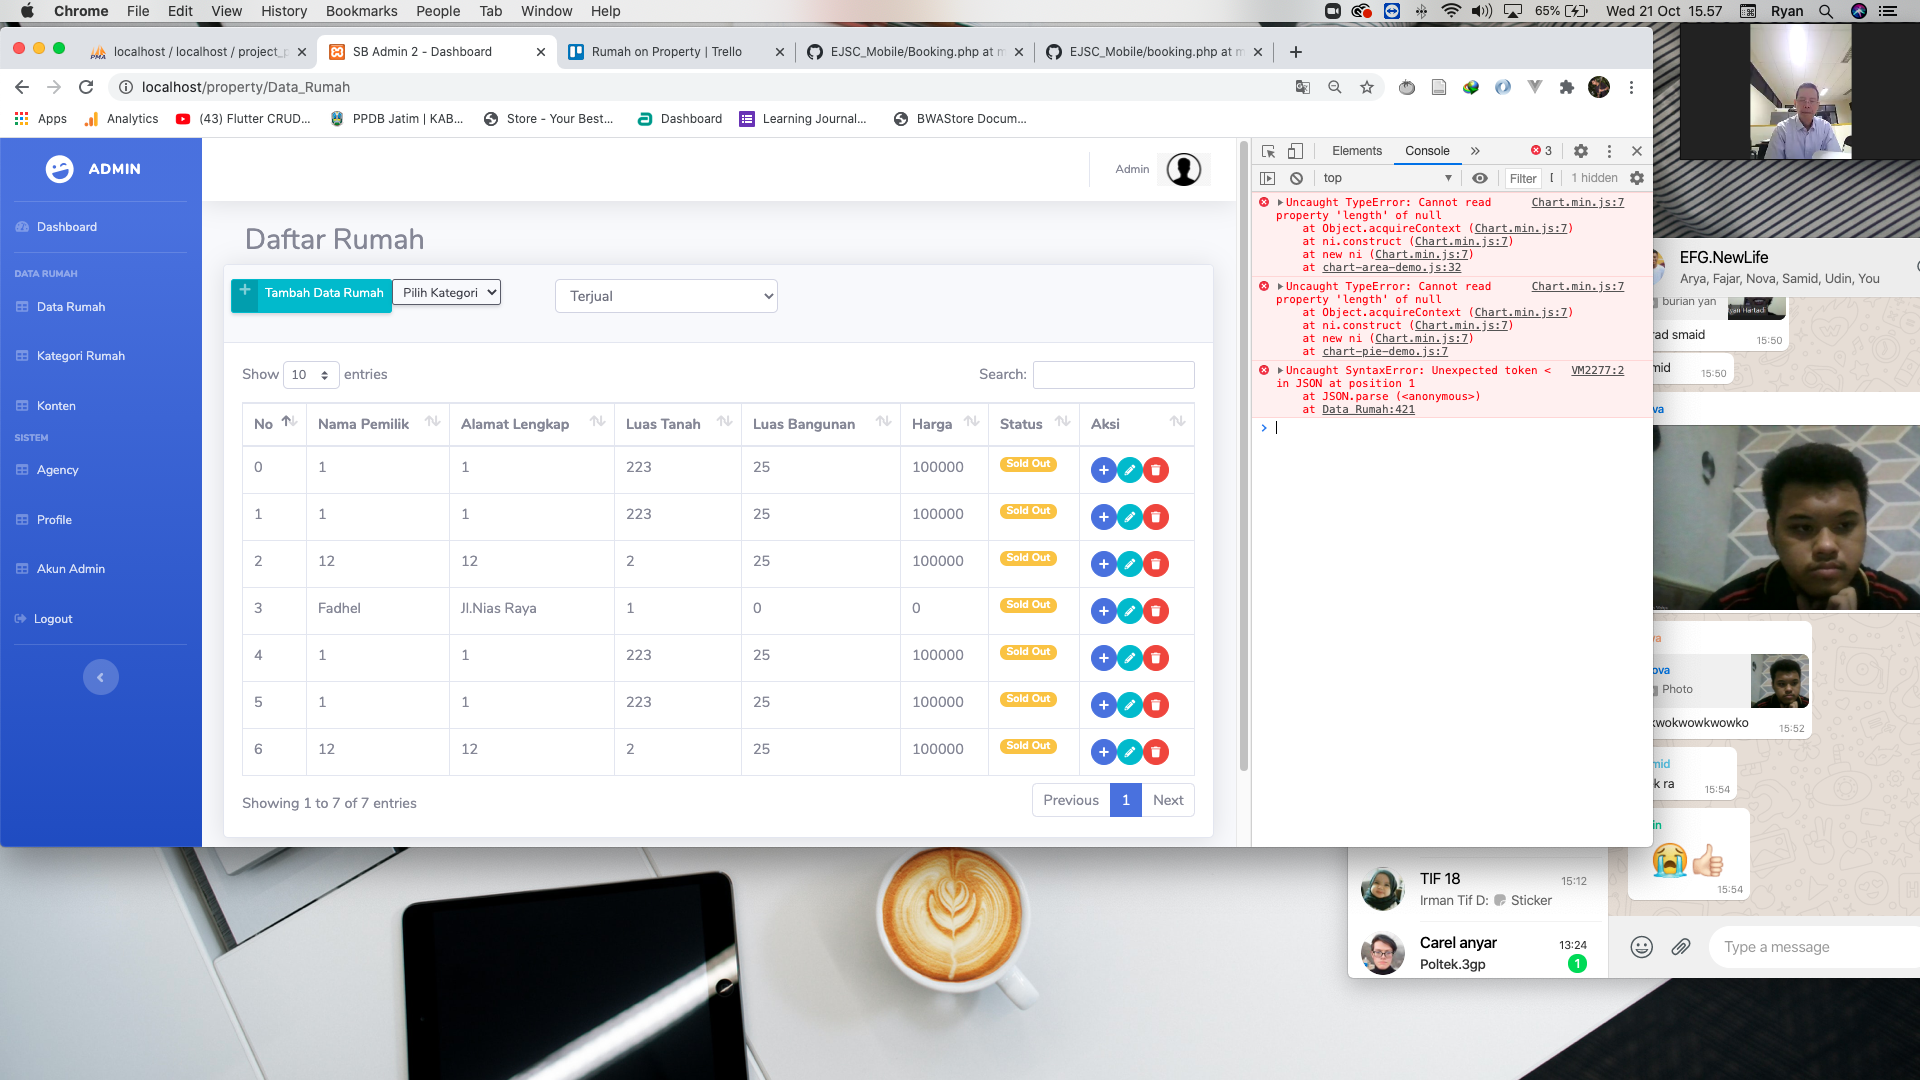 Chrome File Edit View History Bookmarks People Tab Window Help
65% Wed 21 Oct 15.57 Ryan
localhost / localhost / project_p
SB Admin 2 - Dashboard
Rumah on Property | Trello
EJSC_Mobile/Booking.php at m
EJSC_Mobile/booking.php at m
localhost/property/Data_Rumah
Apps
Analytics
(43) Flutter CRUD...
PPDB Jatim | KAB...
Store - Your Best...
Dashboard
Learning Journal...
BWAStore Docum...
ADMIN
Dashboard
DATA RUMAH
Data Rumah
Kategori Rumah
Konten
SISTEM
Agency
Profile
Akun Admin
Logout
Admin
Daftar Rumah
+ Tambah Data Rumah
Pilih Kategori
Terjual
Show 10 entries
Search:
No Nama Pemilik Alamat Lengkap Luas Tanah Luas Bangunan Harga Status Aksi
0 1 1 223 25 100000 Sold Out
1 1 1 223 25 100000 Sold Out
2 12 12 2 25 100000 Sold Out
3 Fadhel Jl.Nias Raya 1 0 0 Sold Out
4 1 1 223 25 100000 Sold Out
5 1 1 223 25 100000 Sold Out
6 12 12 2 25 100000 Sold Out
Showing 1 to 7 of 7 entries
Previous 1 Next
Elements Console » 3
top Filter 1 hidden
Uncaught TypeError: Cannot read Chart.min.js:7
property 'length' of null
at Object.acquireContext (Chart.min.js:7)
at ni.construct (Chart.min.js:7)
at new ni (Chart.min.js:7)
at chart-area-demo.js:32
Uncaught TypeError: Cannot read Chart.min.js:7
property 'length' of null
at Object.acquireContext (Chart.min.js:7)
at ni.construct (Chart.min.js:7)
at new ni (Chart.min.js:7)
at chart-pie-demo.js:7
Uncaught SyntaxError: Unexpected token < VM2277:2
in JSON at position 1
at JSON.parse (<anonymous>)
at Data_Rumah:421
EFG.NewLife
Arya, Fajar, Nova, Samid, Udin, You
burian yan
rad smaid
15:50
mid
15:50
va
va
ova
Photo
kwokwowkwowko
15:52
mid
k ra
15:54
in
15:54
TIF 18
15:12
Irman Tif D: Sticker
Carel anyar
13:24
Poltek.3gp
1
Type a message